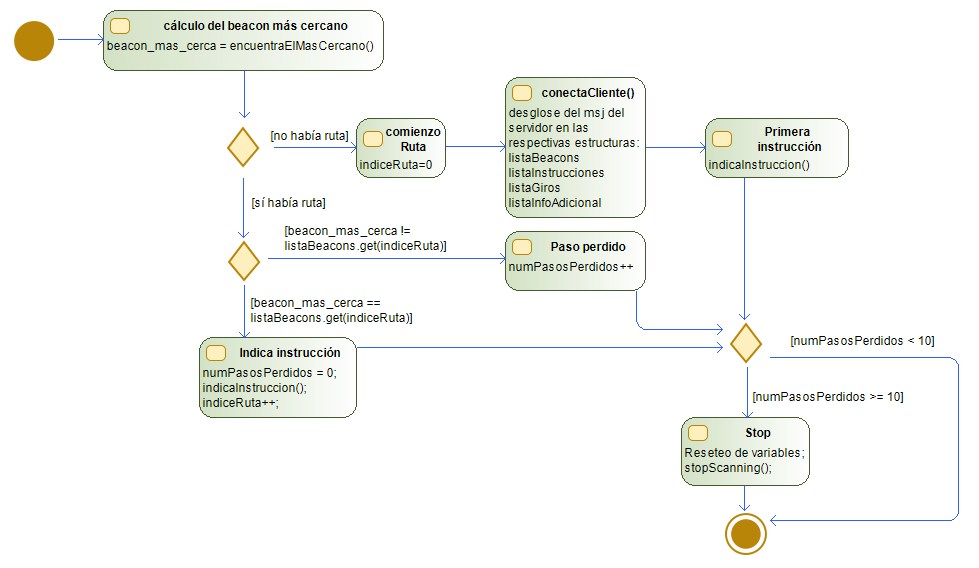 cálculo del beacon más cercano
beacon_mas_cerca = encuentraElMasCercano()
[no había ruta]
comienzo
Ruta
indiceRuta=0
conectaCliente()
desglose del msj del
servidor en las
respectivas estructuras:
listaBeacons
listaInstrucciones
listaGiros
listaInfoAdicional
Primera
instrucción
indicaInstruccion()
[sí había ruta]
[beacon_mas_cerca !=
listaBeacons.get(indiceRuta)]
Paso perdido
numPasosPerdidos++
[beacon_mas_cerca ==
listaBeacons.get(indiceRuta)]
Indica instrucción
numPasosPerdidos = 0;
indicaInstruccion();
indiceRuta++;
[numPasosPerdidos < 10]
[numPasosPerdidos >= 10]
Stop
Reseteo de variables;
stopScanning();